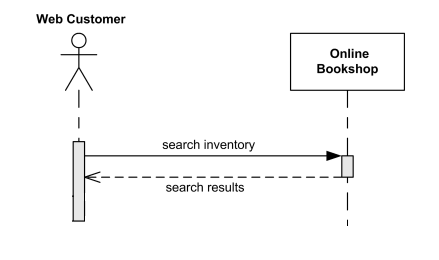 Web Customer
Online
Bookshop
search inventory
search results